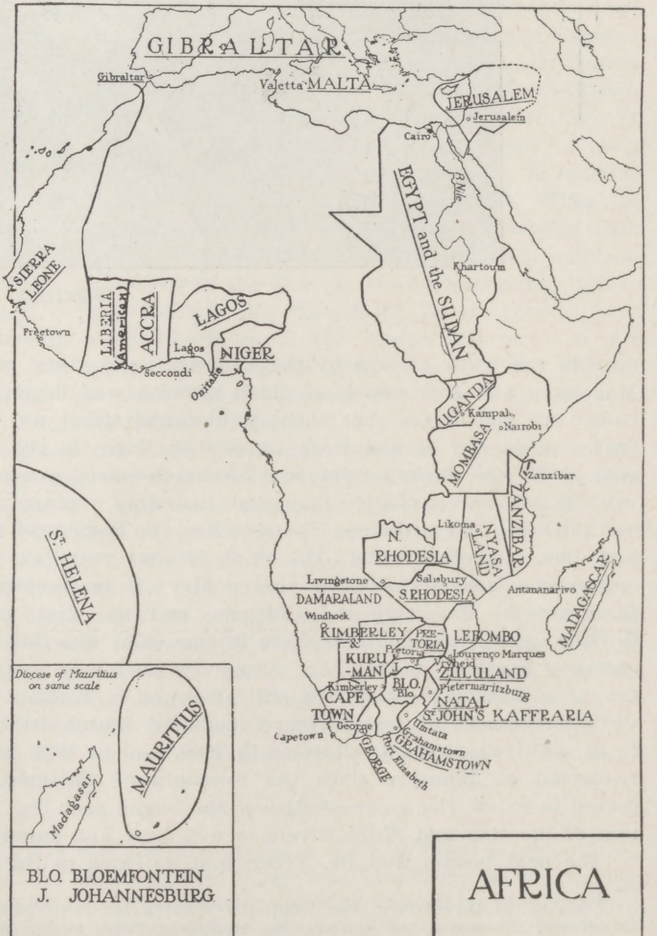 GIBRALTAR
Gibraltar
Valetta
MALTA
JERUSALEM
Jerusalem
Cairo
R. Nile
EGYPT and the SUDAN
Khartoum
SIERRA
LEONE
Freetown
LIBERIA
(American)
ACCRA
LAGOS
Lagos
Seccondi
NIGER
Onitsha
UGANDA
Kampala
Nairobi
MOMBASA
Zanzibar
ZANZIBAR
Likoma
NYASA
LAND
N.
RHODESIA
Livingstone
Salisbury
S. RHODESIA
Antananarivo
MADAGASCAR
ST. HELENA
DAMARALAND
Windhoek
KIMBERLEY
&
KURU
-MAN
PRE-
TORIA
LEBOMBO
Pretoria
J.
Lourenço Marques
ZULULAND
Kimberley
BLO.
Blo.
Pietermaritzburg
NATAL
CAPE
TOWN
ST. JOHN'S KAFFRARIA
Umtata
George
Capetown
GEORGE
Grahamstown
GRAHAMSTOWN
Port Elizabeth
Diocese of Mauritius
on same scale
MAURITIUS
Madagasar
BLO. BLOEMFONTEIN
J. JOHANNESBURG
AFRICA